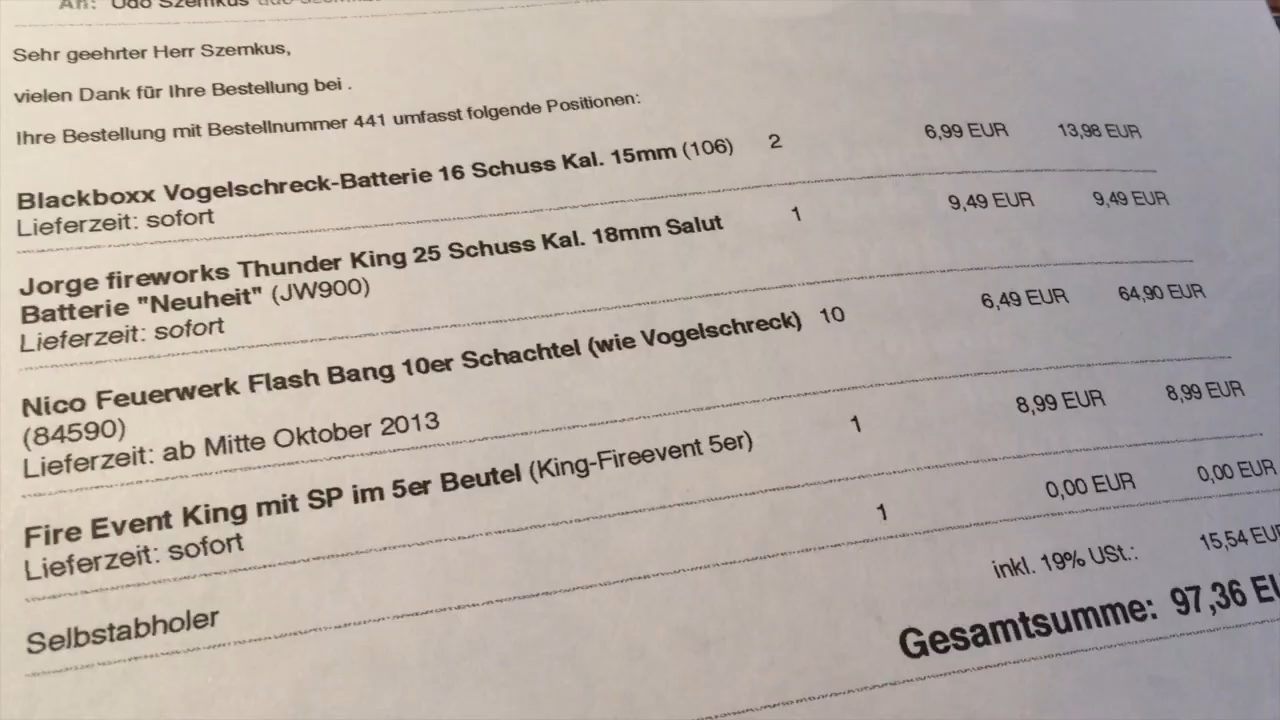 An: Udo Szemkus
Sehr geehrter Herr Szemkus,
vielen Dank für Ihre Bestellung bei .
Ihre Bestellung mit Bestellnummer 441 umfasst folgende Positionen:
Blackboxx Vogelschreck-Batterie 16 Schuss Kal. 15mm (106) 2 6,99 EUR 13,98 EUR
Lieferzeit: sofort
Jorge fireworks Thunder King 25 Schuss Kal. 18mm Salut 1 9,49 EUR 9,49 EUR
Batterie "Neuheit" (JW900)
Lieferzeit: sofort
Nico Feuerwerk Flash Bang 10er Schachtel (wie Vogelschreck) 10 6,49 EUR 64,90 EUR
(84590)
Lieferzeit: ab Mitte Oktober 2013
Fire Event King mit SP im 5er Beutel (King-Fireevent 5er) 1 8,99 EUR 8,99 EUR
Lieferzeit: sofort
Selbstabholer 1 0,00 EUR 0,00 EUR
inkl. 19% USt.: 15,54 EUR
Gesamtsumme: 97,36 EU